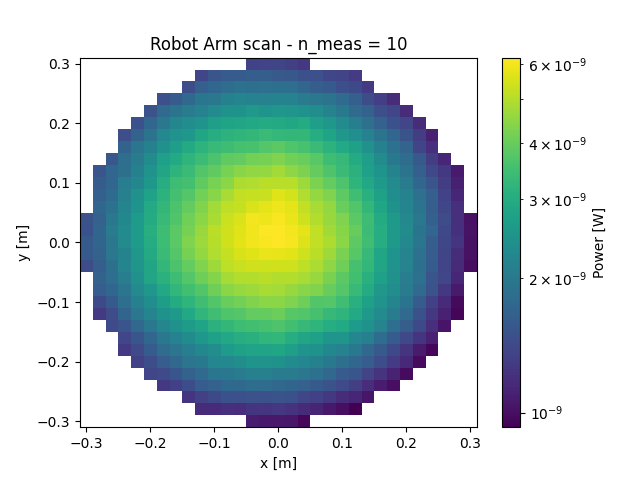 Robot Arm scan - n_meas = 10
0.3
0.2
0.1
0.0
−0.1
−0.2
−0.3
y [m]
−0.3 −0.2 −0.1 0.0 0.1 0.2 0.3
x [m]
6 × 10⁻⁹
4 × 10⁻⁹
3 × 10⁻⁹
2 × 10⁻⁹
10⁻⁹
Power [W]